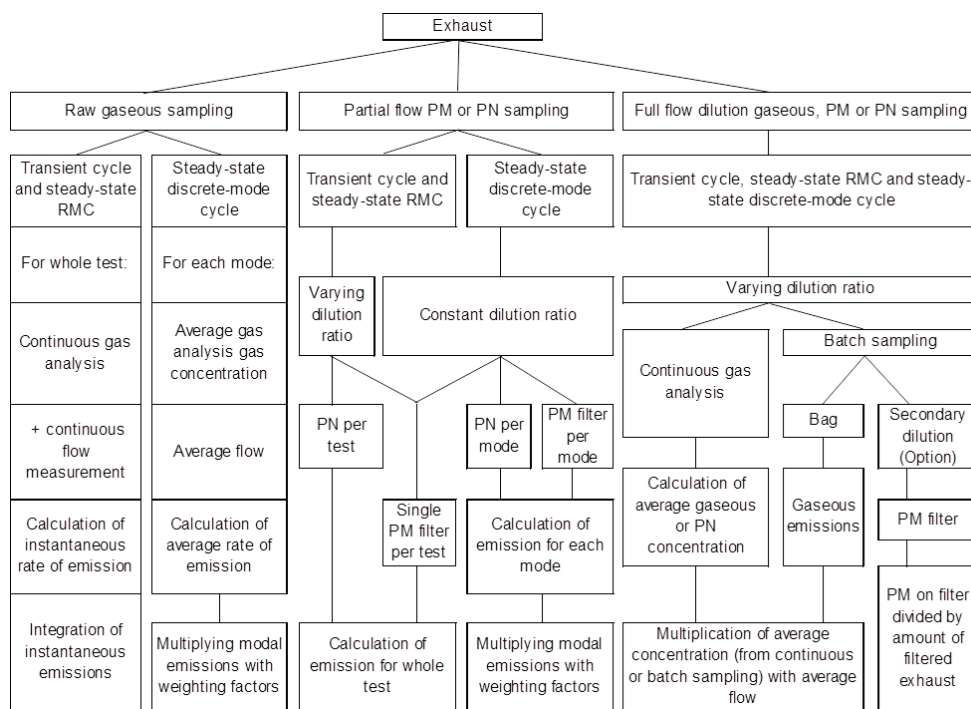 Exhaust
Raw gaseous sampling
Partial flow PM or PN sampling
Full flow dilution gaseous, PM or PN sampling
Transient cycle
and steady-state
RMC
Steady-state
discrete-mode
cycle
Transient cycle and
steady-state RMC
Steady-state
discrete-mode
cycle
Transient cycle, steady-state RMC and steady-
state discrete-mode cycle
For whole test:
For each mode:
Varying
dilution
ratio
Constant dilution ratio
Varying dilution ratio
Continuous gas
analysis
Average gas
analysis gas
concentration
Continuous gas
analysis
Batch sampling
+ continuous
flow
measurement
Average flow
PN per
test
PN per
mode
PM filter
per
mode
Bag
Secondary
dilution
(Option)
Calculation of
instantaneous
rate of emission
Calculation of
average rate of
emission
Single
PM filter
per test
Calculation of
emission for each
mode
Calculation of
average gaseous
or PN
concentration
Gaseous
emissions
PM filter
Integration of
instantaneous
emissions
Multiplying modal
emissions with
weighting factors
Calculation of
emission for whole
test
Multiplying modal
emissions with
weighting factors
Multiplication of average
concentration (from continuous
or batch sampling) with average
flow
PM on filter
divided by
amount of
filtered
exhaust